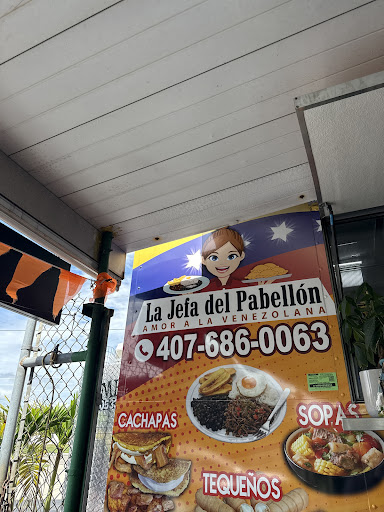 La Jefa del Pabellón
AMOR A LA VENEZOLANA
407-686-0063
CACHAPAS
SOPAS
TEQUEÑOS